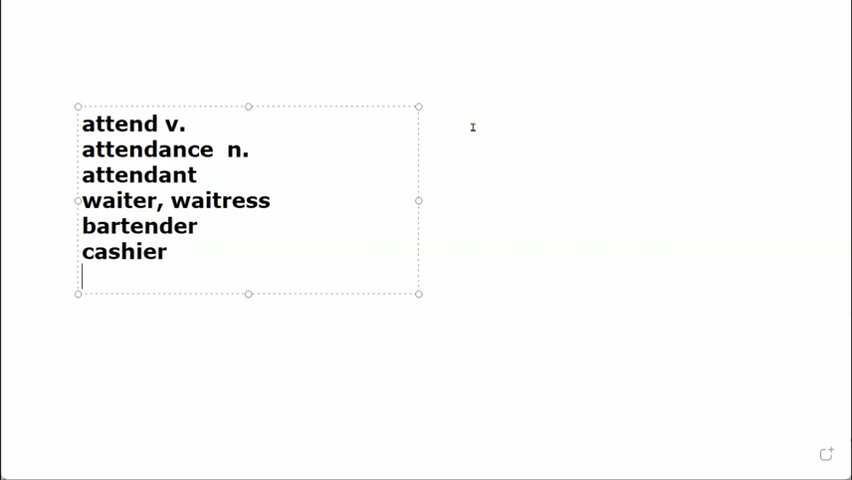 attend v.
attendance  n.
attendant
waiter, waitress
bartender
cashier